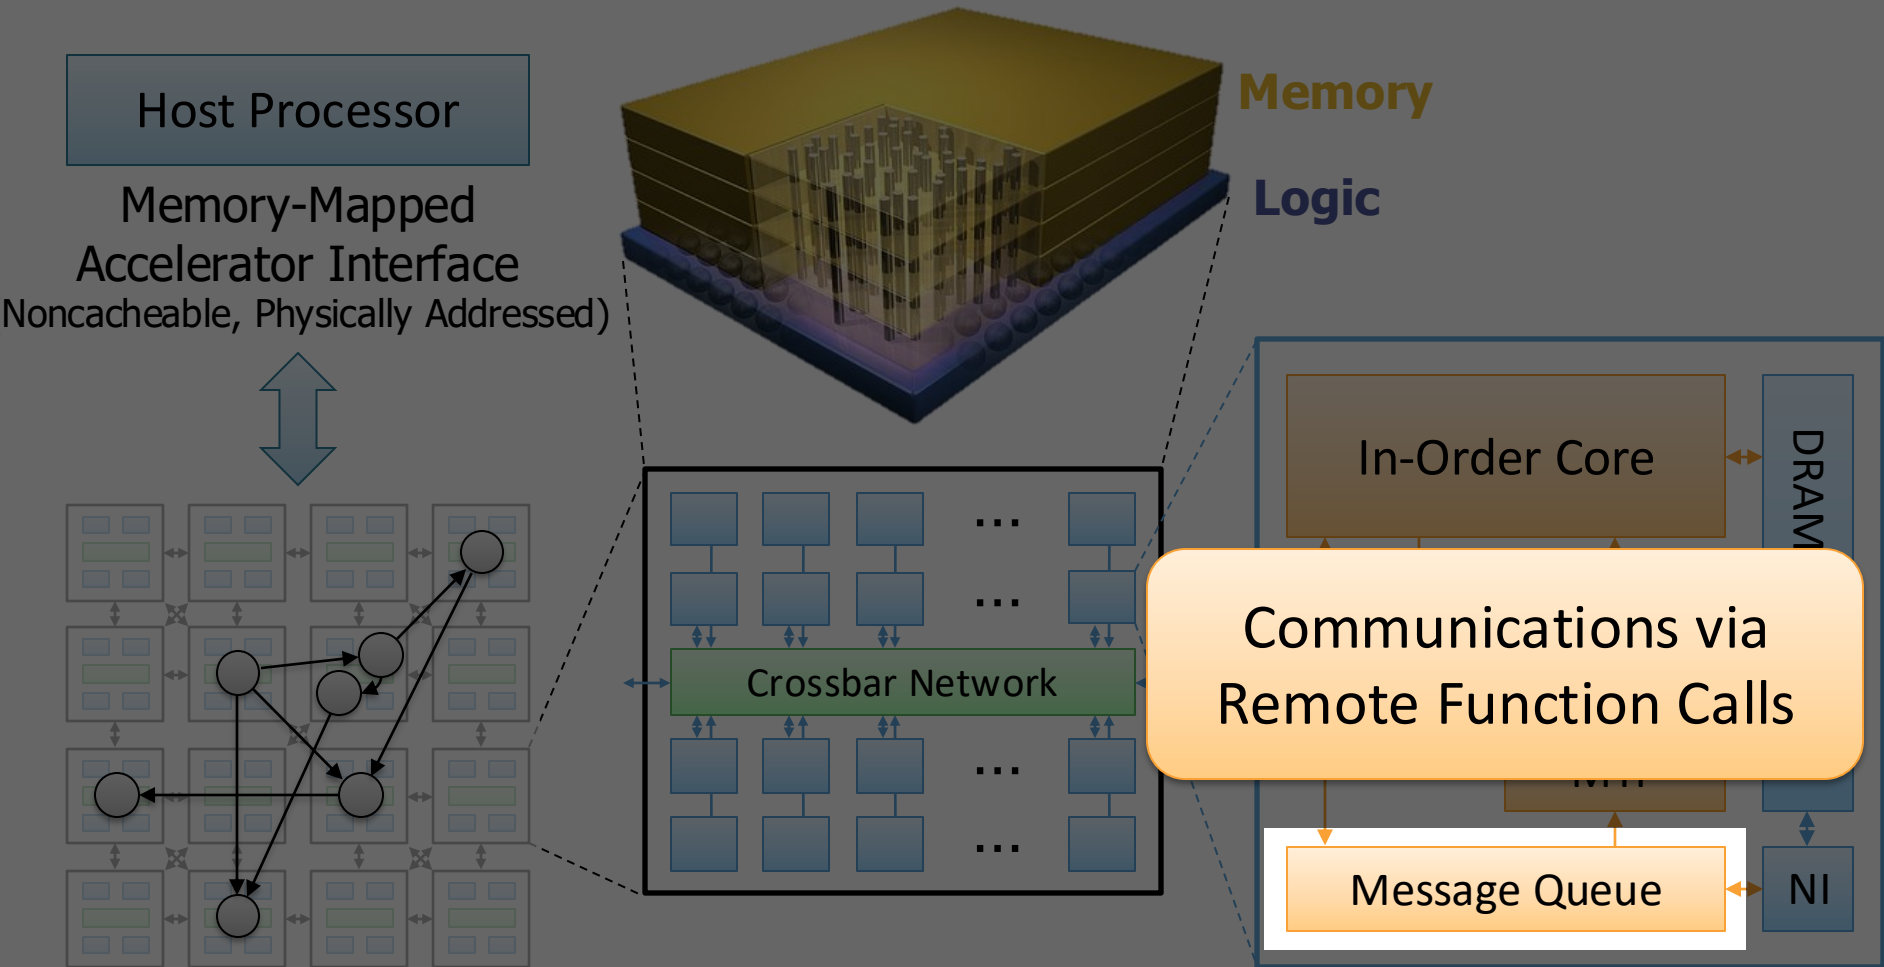 Host Processor
Memory-Mapped
Accelerator Interface
Noncacheable, Physically Addressed)
Memory
Logic
...
...
Crossbar Network
...
...
In-Order Core
DRAM
Communications via
Remote Function Calls
Message Queue
NI